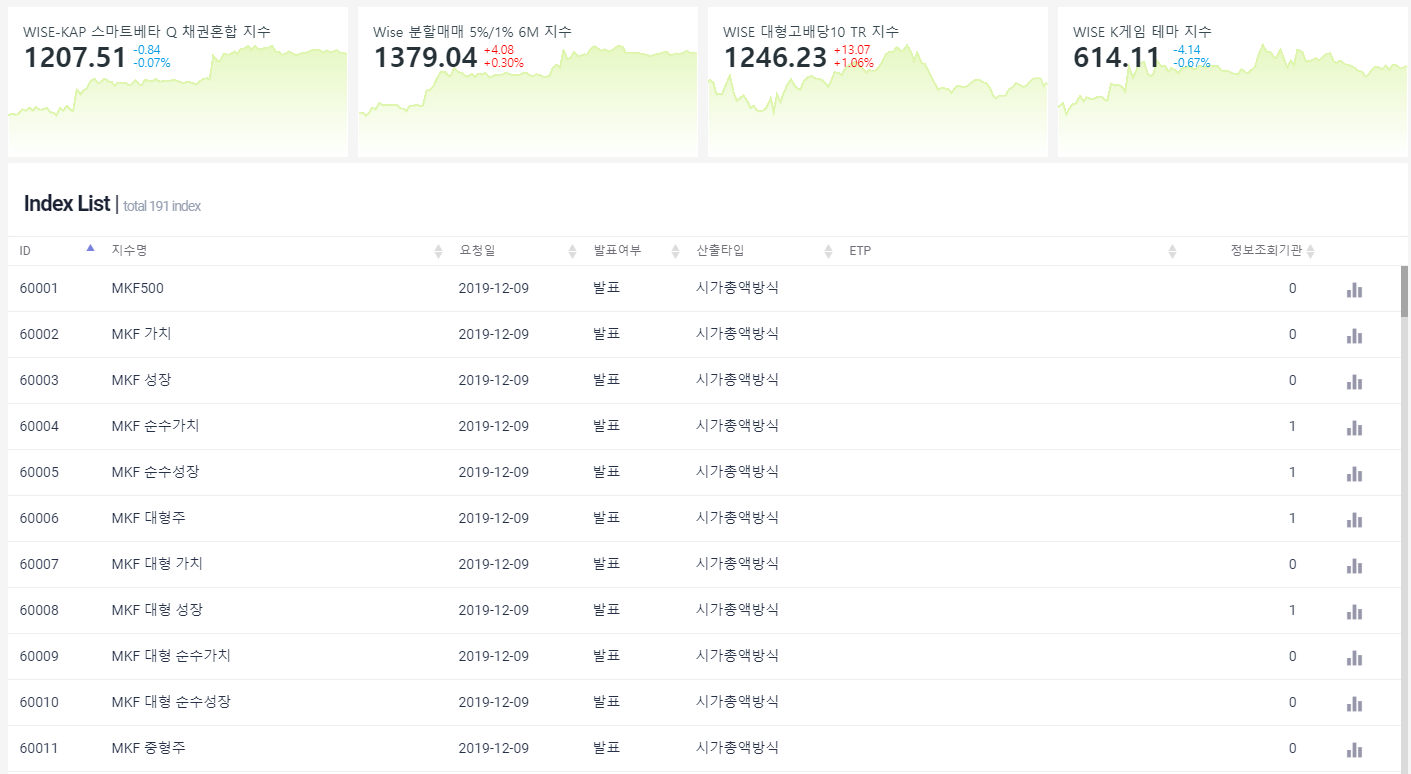 WISE-KAP 스마트베타 Q 채권혼합 지수
1207.51 -0.84 -0.07%
Wise 분할매매 5%/1% 6M 지수
1379.04 +4.08 +0.30%
WISE 대형고배당10 TR 지수
1246.23 +13.07 +1.06%
WISE K게임 테마 지수
614.11 -4.14 -0.67%
Index List | total 191 index
ID 지수명 요청일 발표여부 산출타입 ETP 정보조회기관
60001 MKF500 2019-12-09 발표 시가총액방식 0
60002 MKF 가치 2019-12-09 발표 시가총액방식 0
60003 MKF 성장 2019-12-09 발표 시가총액방식 0
60004 MKF 순수가치 2019-12-09 발표 시가총액방식 1
60005 MKF 순수성장 2019-12-09 발표 시가총액방식 1
60006 MKF 대형주 2019-12-09 발표 시가총액방식 1
60007 MKF 대형 가치 2019-12-09 발표 시가총액방식 0
60008 MKF 대형 성장 2019-12-09 발표 시가총액방식 1
60009 MKF 대형 순수가치 2019-12-09 발표 시가총액방식 0
60010 MKF 대형 순수성장 2019-12-09 발표 시가총액방식 0
60011 MKF 중형주 2019-12-09 발표 시가총액방식 0